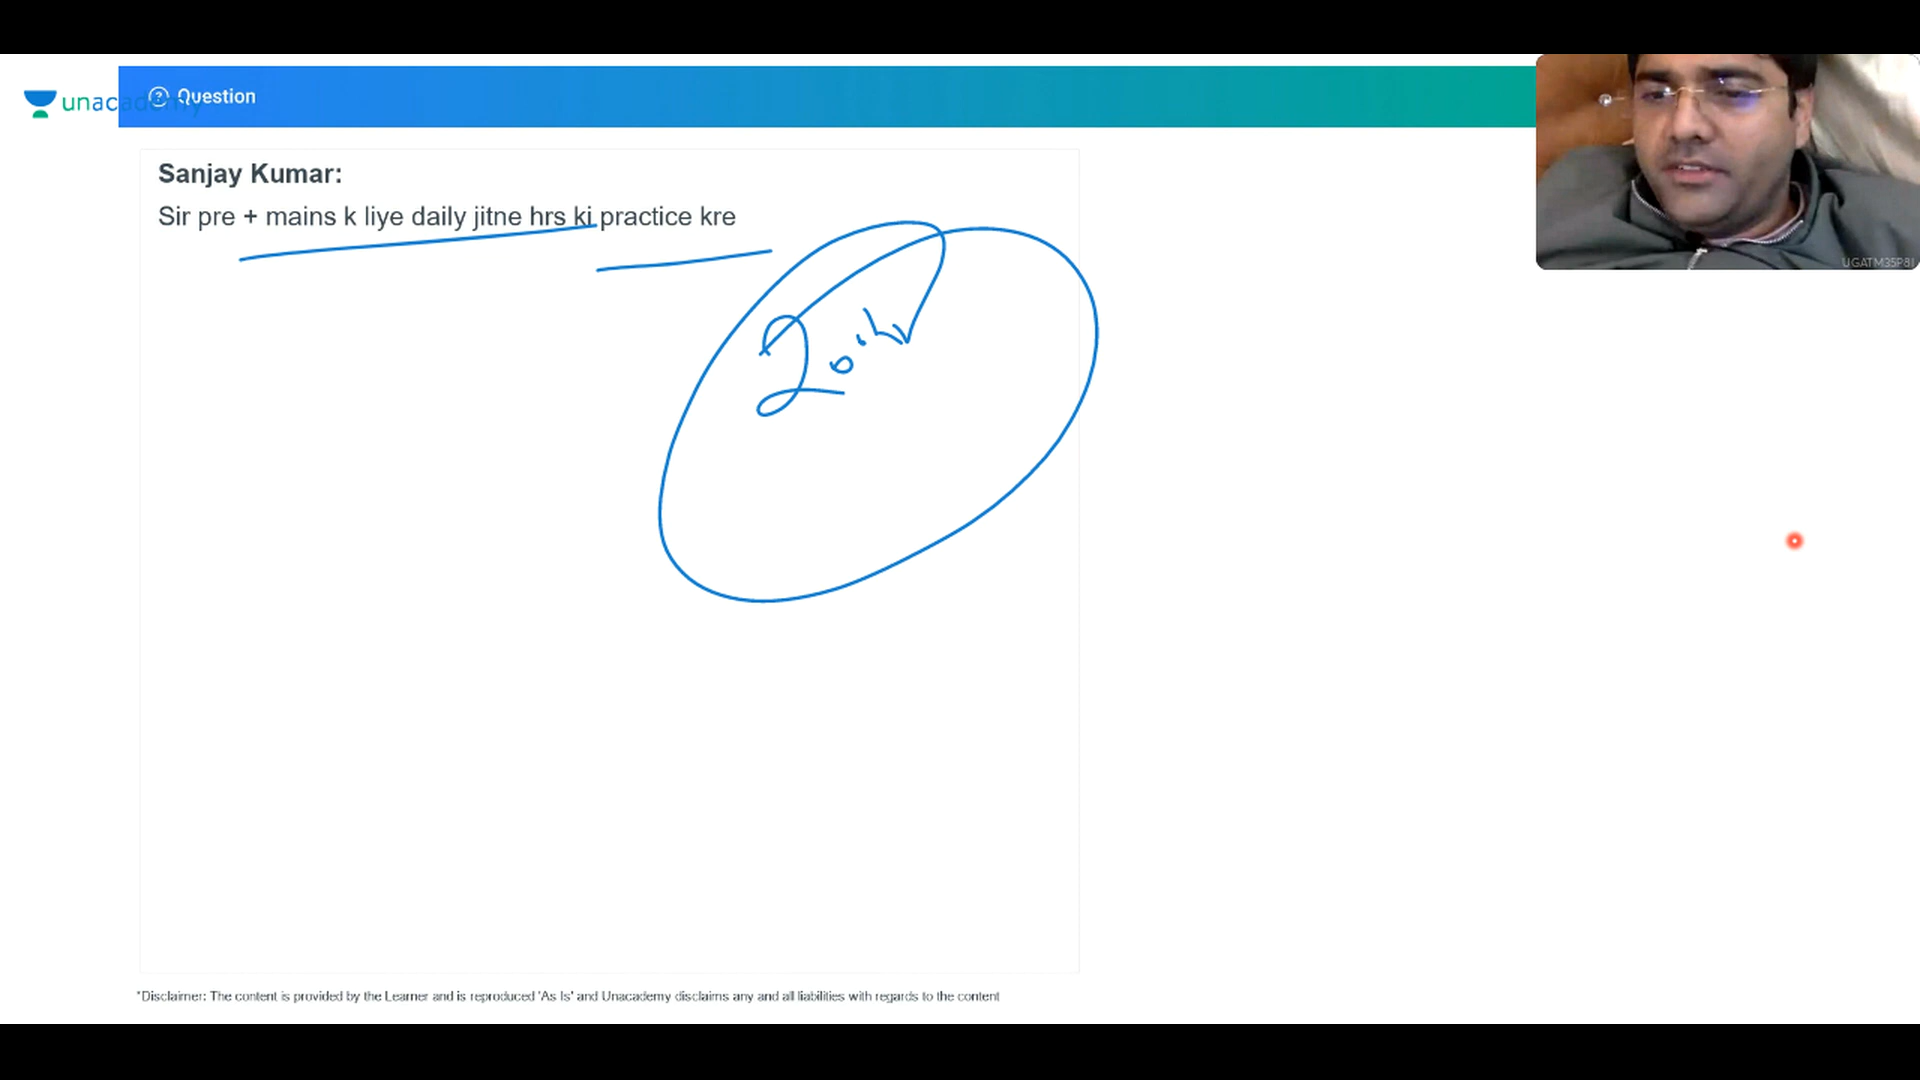 unacademy
Question
Sanjay Kumar:
Sir pre + mains k liye daily jitne hrs ki practice kre
UGATM35P8I
*Disclaimer: The content is provided by the Learner and is reproduced 'As Is' and Unacademy disclaims any and all liabilities with regards to the content